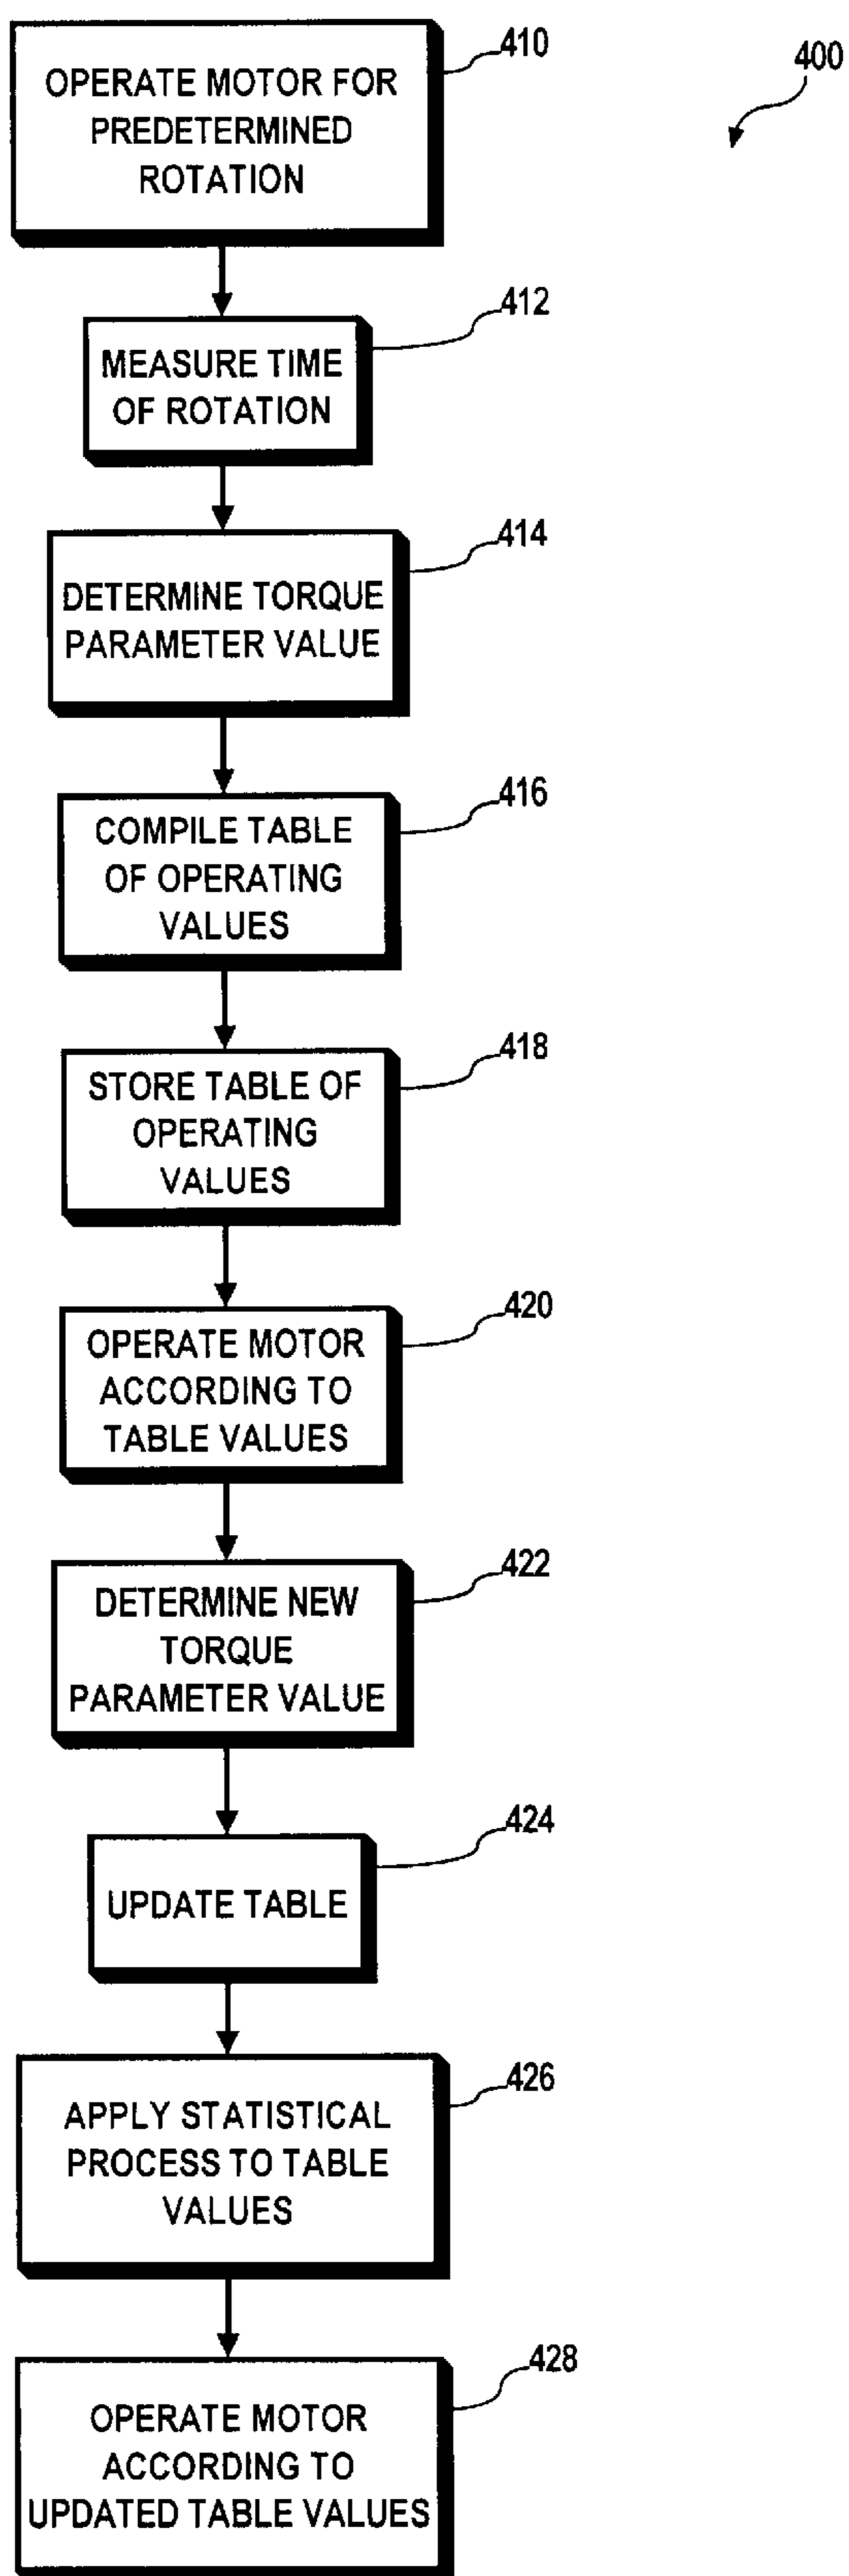 410
400
OPERATE MOTOR FOR
PREDETERMINED
ROTATION
412
MEASURE TIME
OF ROTATION
414
DETERMINE TORQUE
PARAMETER VALUE
416
COMPILE TABLE
OF OPERATING
VALUES
418
STORE TABLE OF
OPERATING
VALUES
420
OPERATE MOTOR
ACCORDING TO
TABLE VALUES
422
DETERMINE NEW
TORQUE
PARAMETER VALUE
424
UPDATE TABLE
426
APPLY STATISTICAL
PROCESS TO TABLE
VALUES
428
OPERATE MOTOR
ACCORDING TO
UPDATED TABLE VALUES